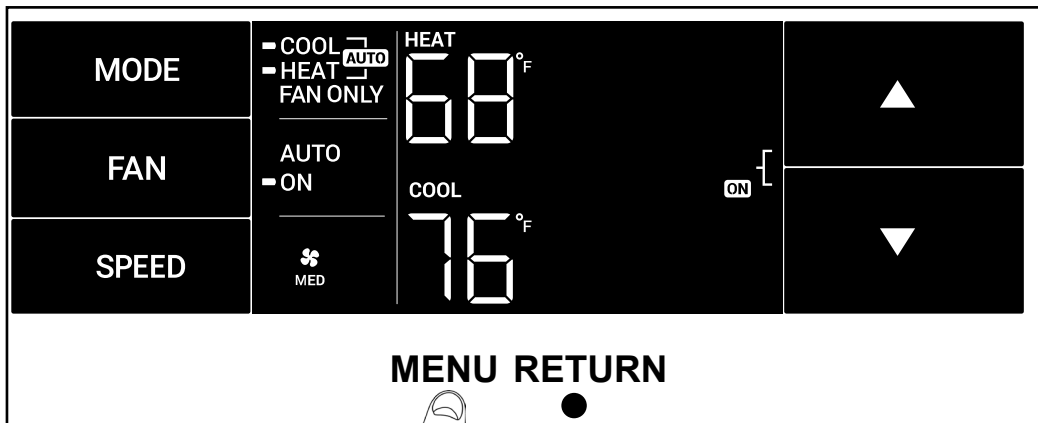 MODE
FAN
SPEED
COOL
HEAT
AUTO
FAN ONLY
AUTO
ON
MED
HEAT
68°F
COOL
76°F
ON
MENU RETURN